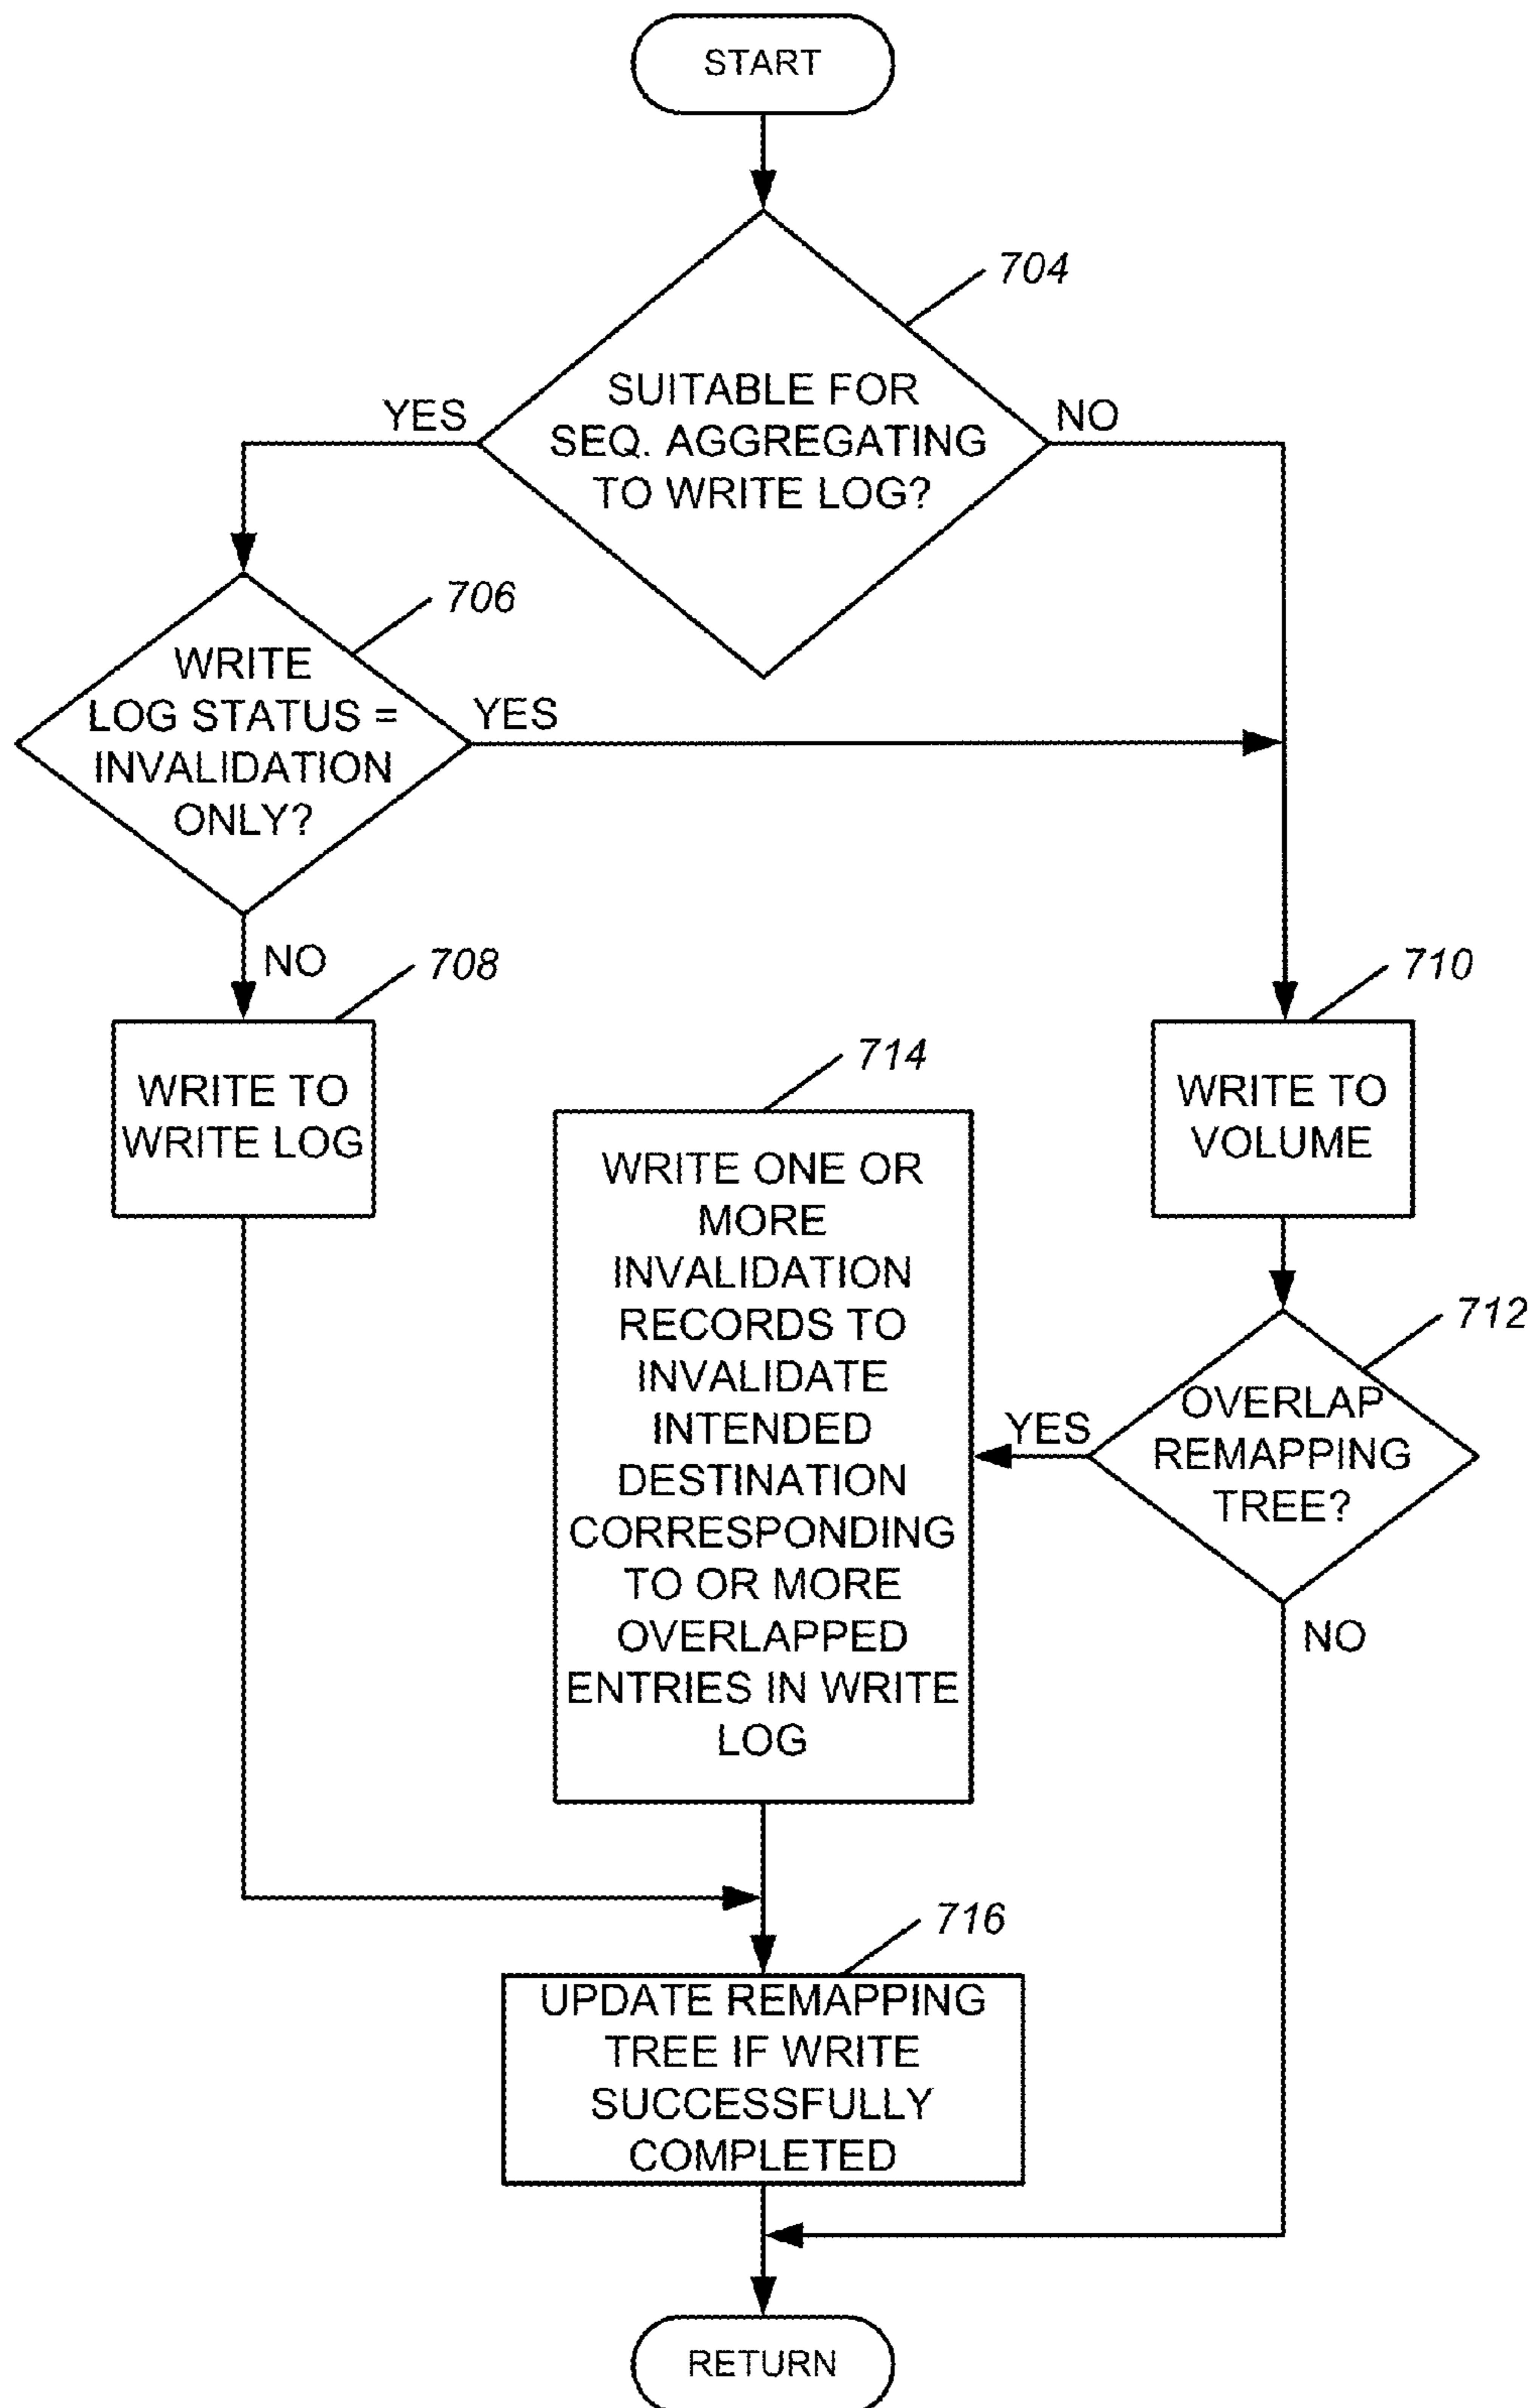 START
704
SUITABLE FOR
SEQ. AGGREGATING
TO WRITE LOG?
YES
NO
706
WRITE
LOG STATUS =
INVALIDATION
ONLY?
YES
NO
708
WRITE TO
WRITE LOG
710
WRITE TO
VOLUME
714
WRITE ONE OR
MORE
INVALIDATION
RECORDS TO
INVALIDATE
INTENDED
DESTINATION
CORRESPONDING
TO OR MORE
OVERLAPPED
ENTRIES IN WRITE
LOG
712
OVERLAP
REMAPPING
TREE?
YES
NO
716
UPDATE REMAPPING
TREE IF WRITE
SUCCESSFULLY
COMPLETED
RETURN